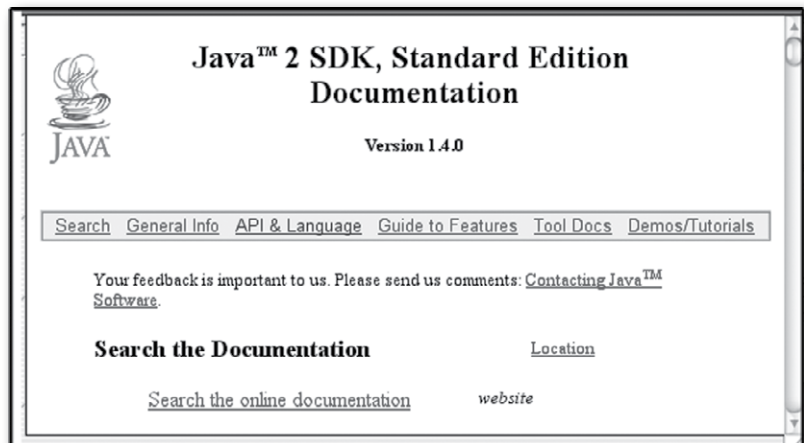 Java™ 2 SDK, Standard Edition
Documentation
JAVA™
Version 1.4.0
Search General Info API & Language Guide to Features Tool Docs Demos/Tutorials
Your feedback is important to us. Please send us comments: Contacting Java™
Software.
Search the Documentation Location
Search the online documentation website